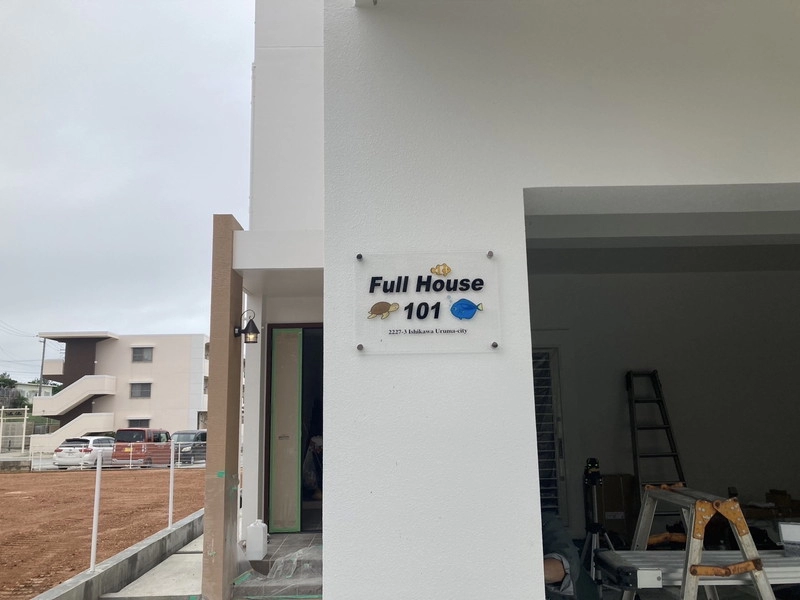 Full House
101
2227-3 Ishikawa Uruma-city